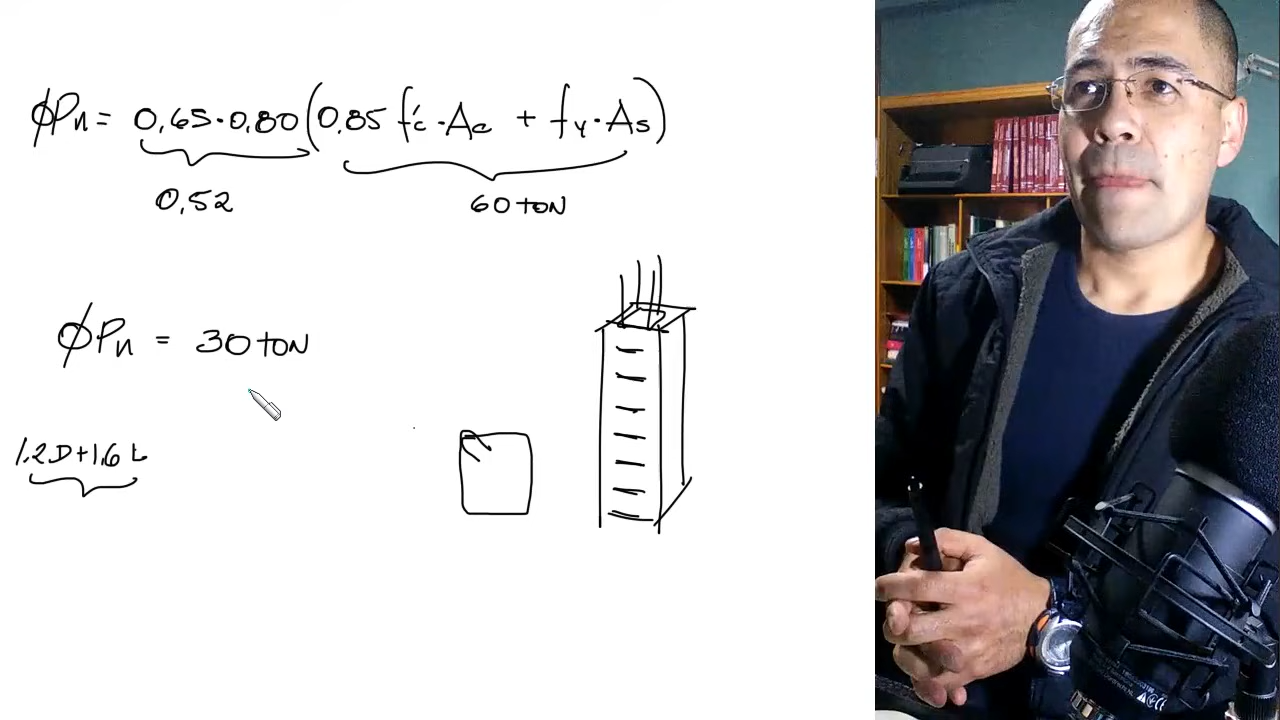 ϕPn = 0,65·0,80(0,85 f'c·Ac + fy·As)
0,52
60 ton
ϕPn = 30 ton
1.2D+1.6 L